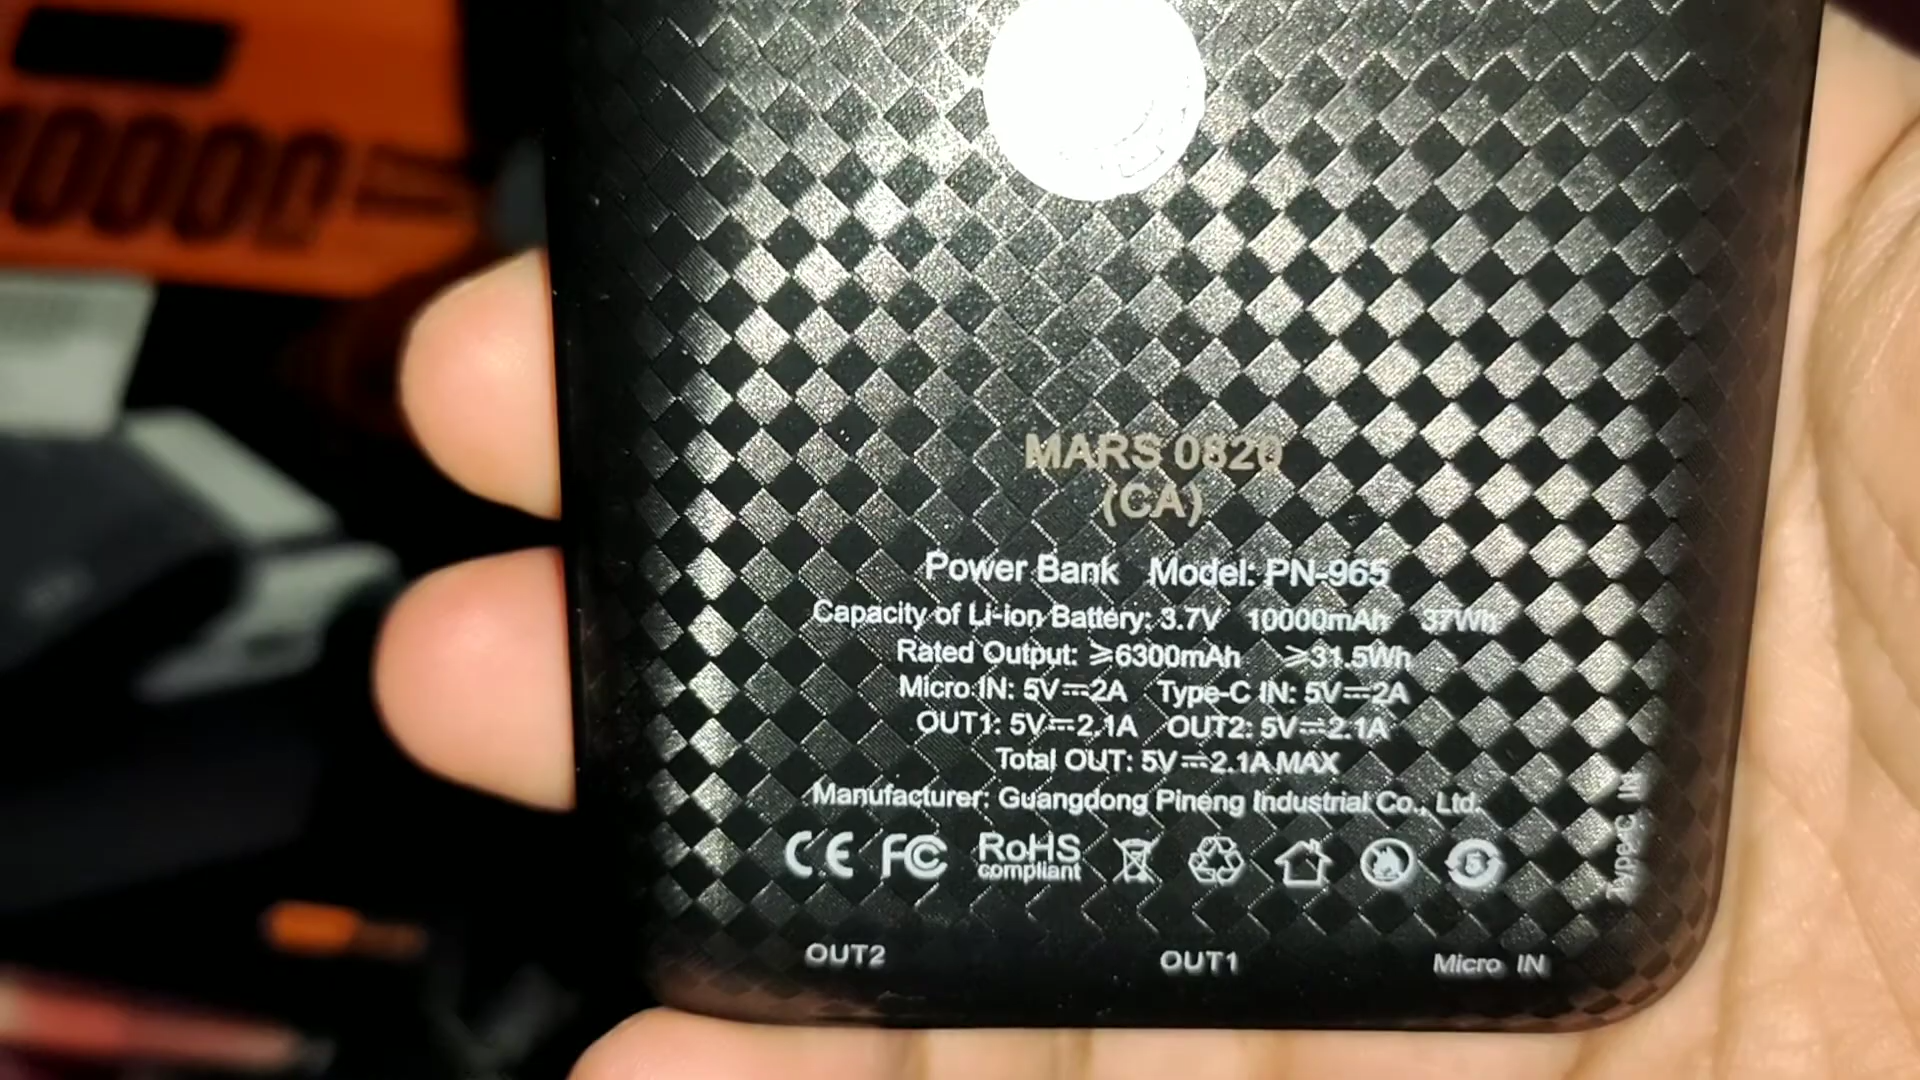 10000
MARS 0820
(CA)
Power Bank Model: PN-965
Capacity of Li-ion Battery: 3.7V 10000mAh 37Wh
Rated Output: ≥6300mAh ≥31.5Wh
Micro IN: 5V⎓2A Type-C IN: 5V⎓2A
OUT1: 5V⎓2.1A OUT2: 5V⎓2.1A
Total OUT: 5V⎓2.1A MAX
Manufacturer: Guangdong Pineng Industrial Co., Ltd.
CE FC RoHS compliant 5
Type-C IN
OUT2 OUT1 Micro IN